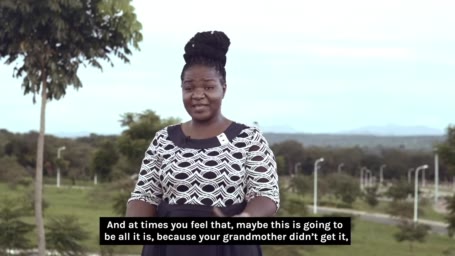 And at times you feel that, maybe this is going to
be all it is, because your grandmother didn't get it,